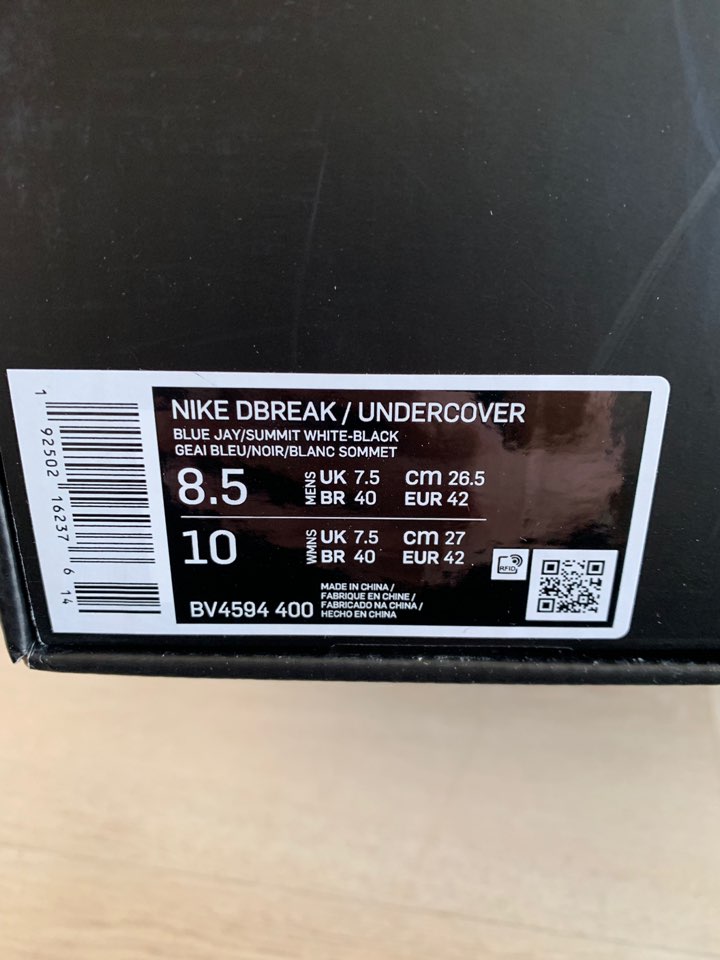 NIKE DBREAK / UNDERCOVER
BLUE JAY/SUMMIT WHITE-BLACK
GEAI BLEU/NOIR/BLANC SOMMET
8.5 MENS UK 7.5 cm 26.5
BR 40 EUR 42
10 WMNS UK 7.5 cm 27
BR 40 EUR 42
RFID
BV4594 400
MADE IN CHINA /
FABRIQUE EN CHINE /
FABRICADO NA CHINA /
HECHO EN CHINA
1 92502 16237 6 14